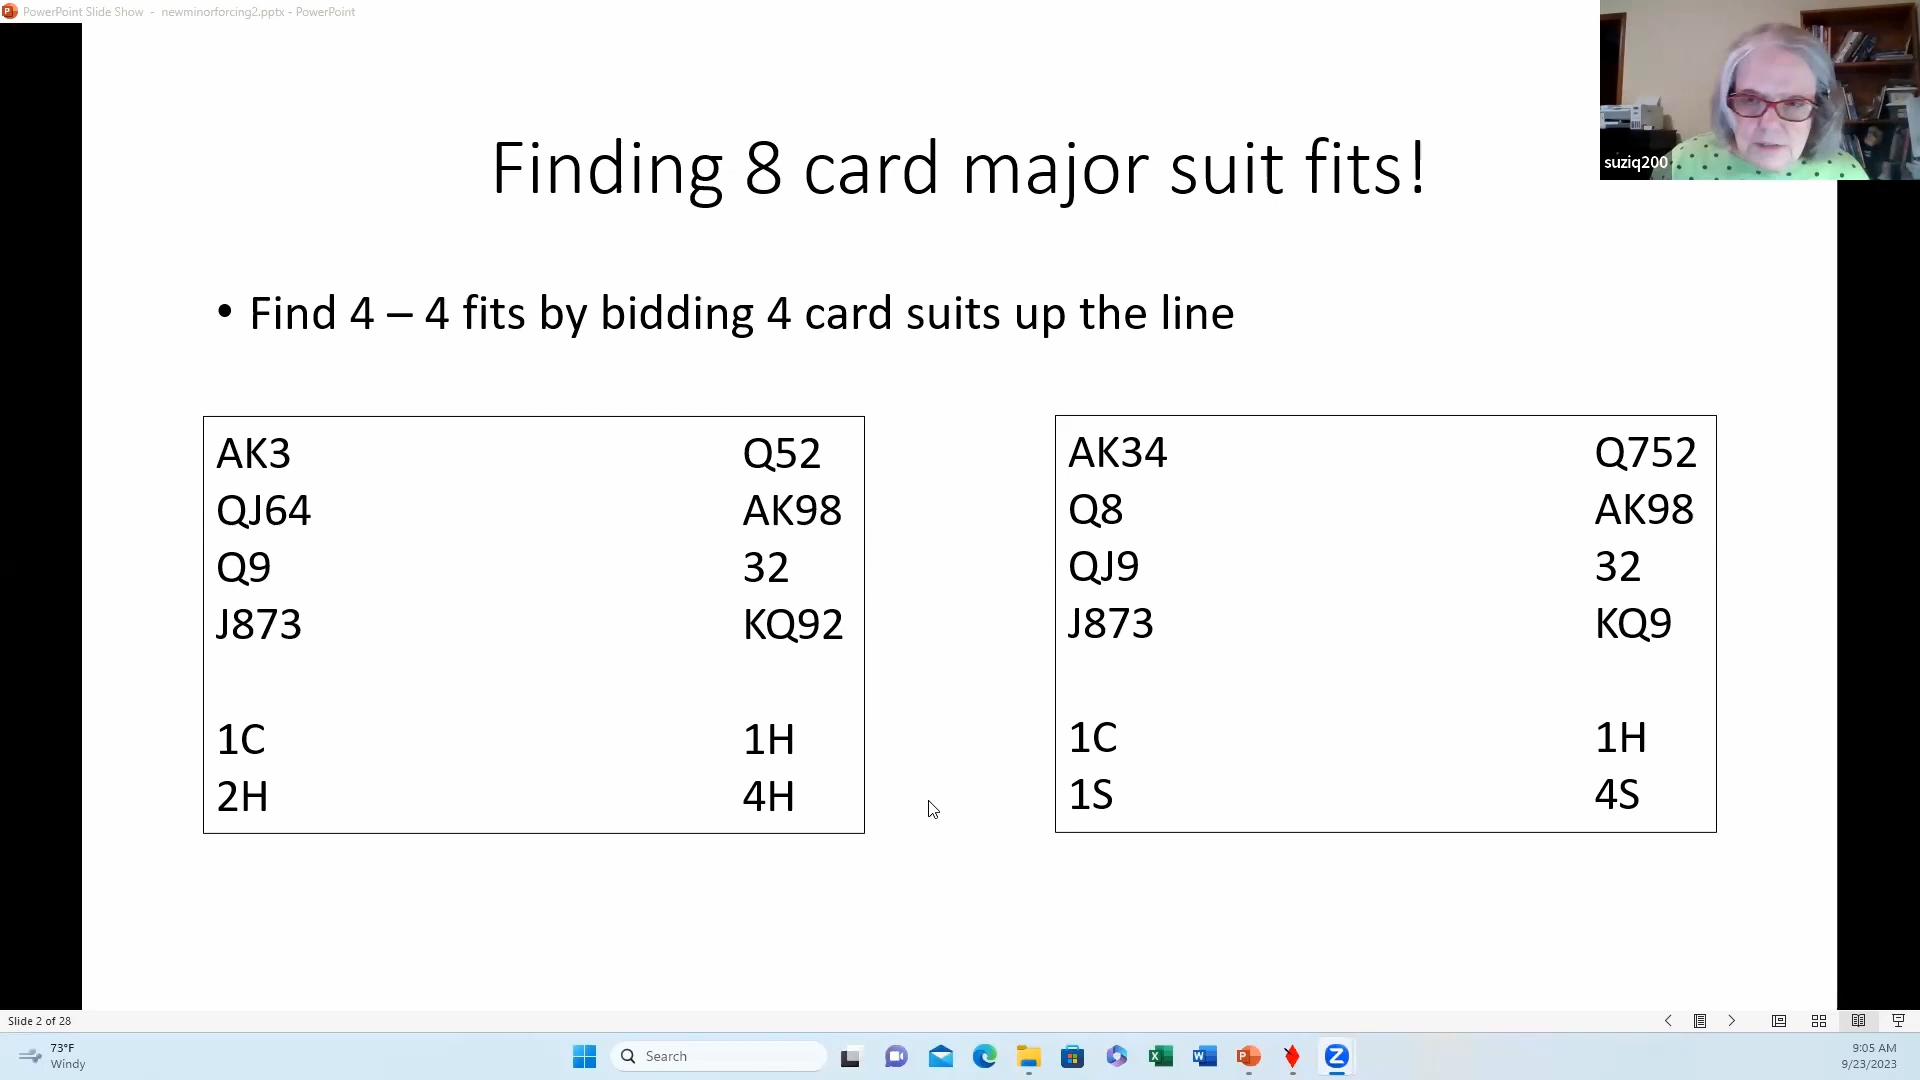 PowerPoint Slide Show - newminorforcing2.pptx - PowerPoint
suziq200
Finding 8 card major suit fits!
• Find 4 – 4 fits by bidding 4 card suits up the line
AK3 Q52
QJ64 AK98
Q9 32
J873 KQ92
1C 1H
2H 4H
AK34 Q752
Q8 AK98
QJ9 32
J873 KQ9
1C 1H
1S 4S
Slide 2 of 28
73°F
Windy
Search
9:05 AM
9/23/2023